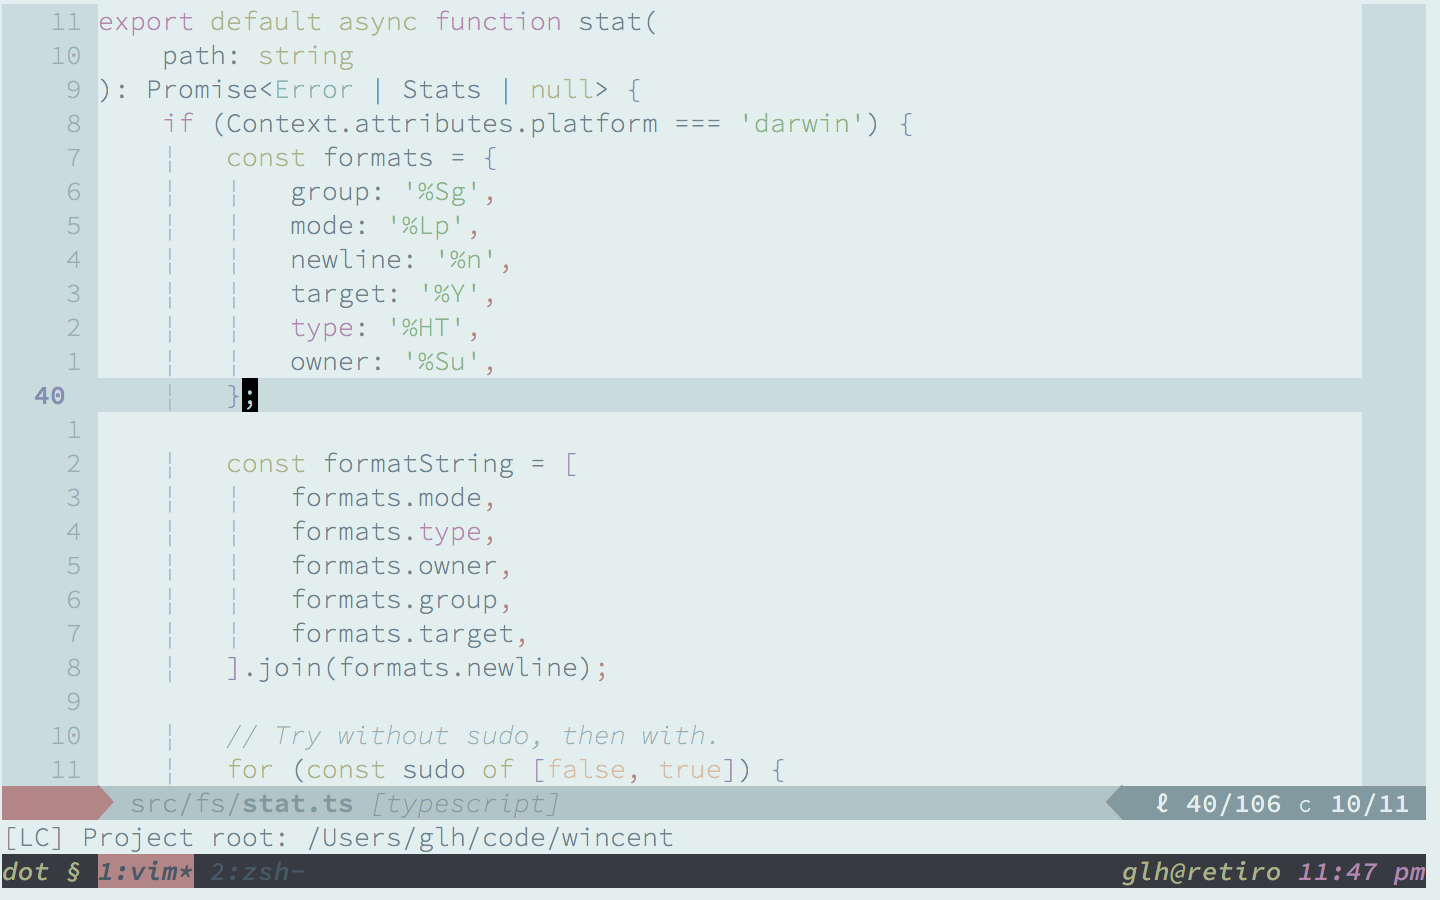 11 export default async function stat(
10     path: string
9 ): Promise<Error | Stats | null> {
8     if (Context.attributes.platform === 'darwin') {
7     ¦   const formats = {
6     ¦   ¦   group: '%Sg',
5     ¦   ¦   mode: '%Lp',
4     ¦   ¦   newline: '%n',
3     ¦   ¦   target: '%Y',
2     ¦   ¦   type: '%HT',
1     ¦   ¦   owner: '%Su',
40     ¦   };
1
2     ¦   const formatString = [
3     ¦   ¦   formats.mode,
4     ¦   ¦   formats.type,
5     ¦   ¦   formats.owner,
6     ¦   ¦   formats.group,
7     ¦   ¦   formats.target,
8     ¦   ].join(formats.newline);
9
10     ¦   // Try without sudo, then with.
11     ¦   for (const sudo of [false, true]) {
src/fs/stat.ts [typescript] ℓ 40/106 c 10/11
[LC] Project root: /Users/glh/code/wincent
dot § 1:vim* 2:zsh- glh@retiro 11:47 pm